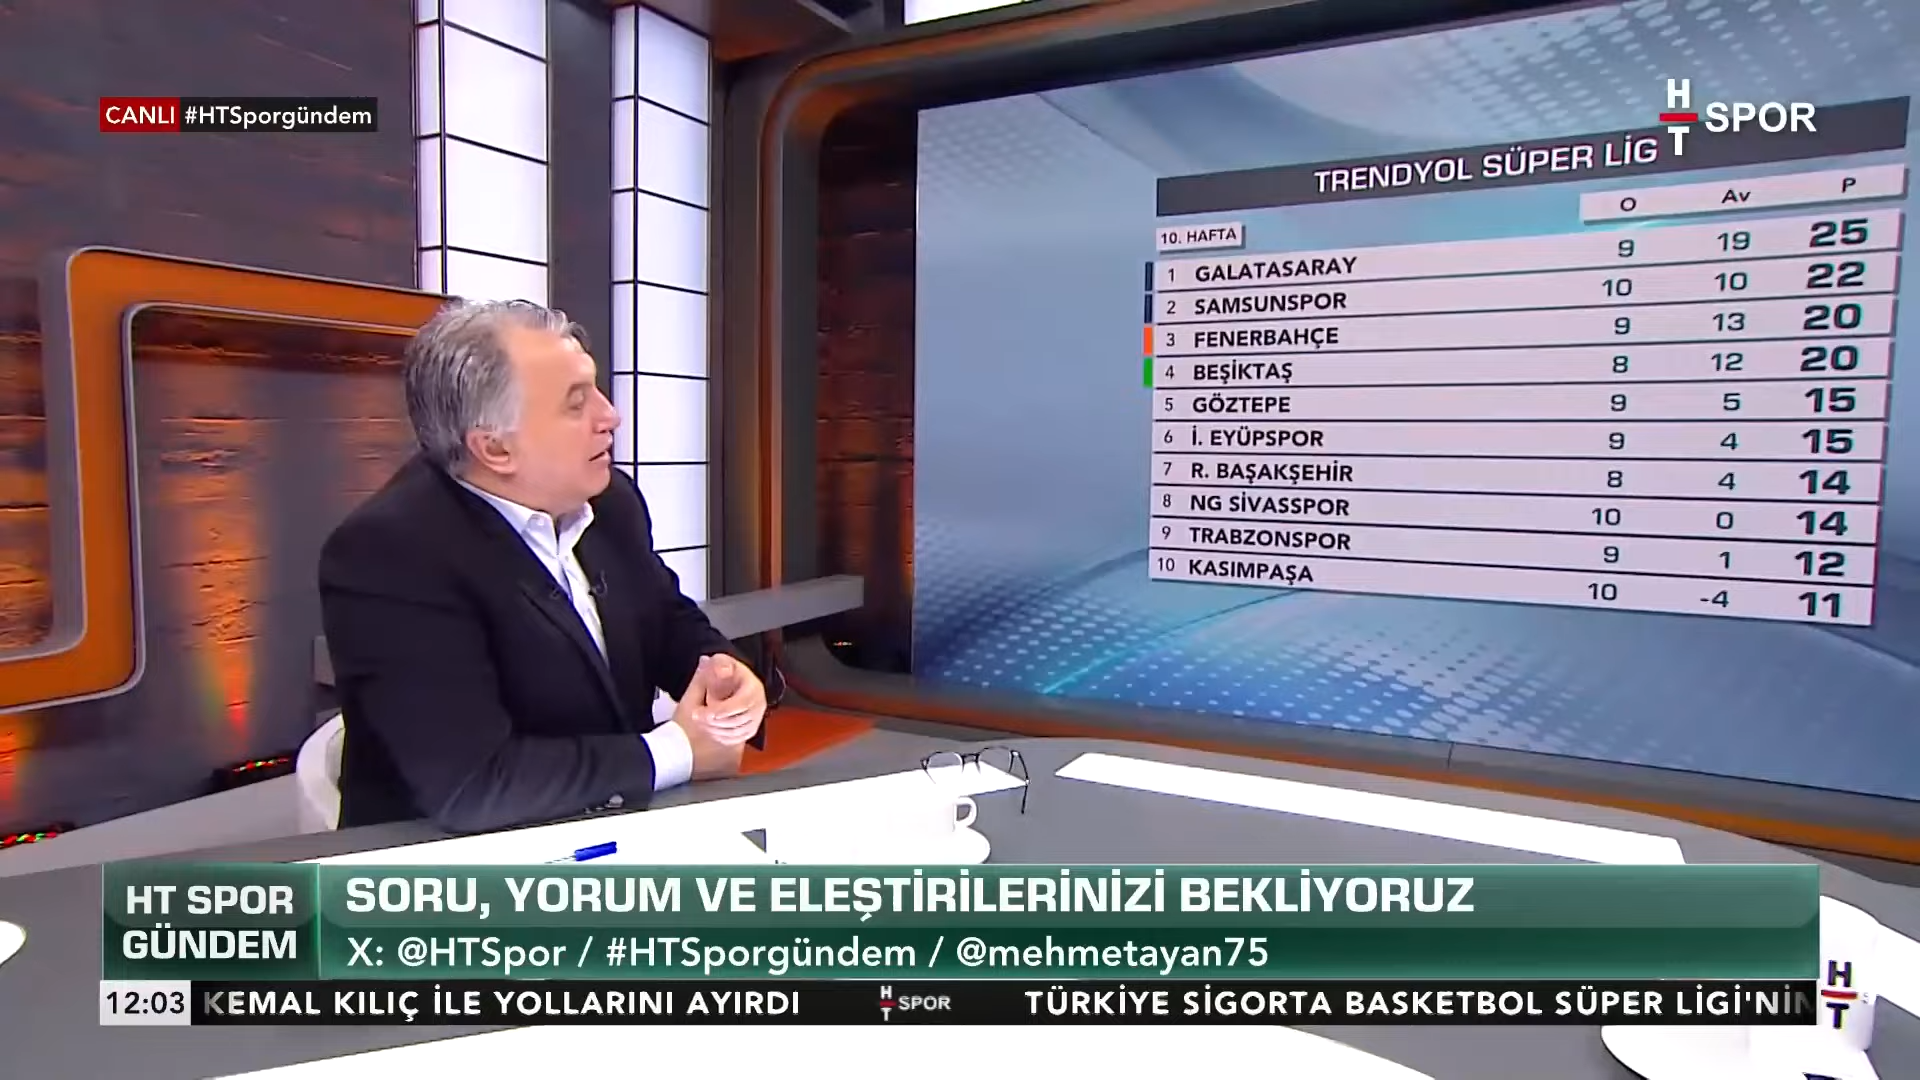 CANLI #HTSporgündem
HT SPOR
TRENDYOL SÜPER LİG
O Av P
10. HAFTA
1 GALATASARAY 9 19 25
2 SAMSUNSPOR 10 10 22
3 FENERBAHÇE 9 13 20
4 BEŞİKTAŞ 8 12 20
5 GÖZTEPE 9 5 15
6 İ. EYÜPSPOR 9 4 15
7 R. BAŞAKŞEHİR 8 4 14
8 NG SİVASSPOR 10 0 14
9 TRABZONSPOR 9 1 12
10 KASIMPAŞA 10 -4 11
HT SPOR
GÜNDEM
SORU, YORUM VE ELEŞTİRİLERİNİZİ BEKLİYORUZ
X: @HTSpor / #HTSporgündem / @mehmetayan75
12:03 KEMAL KILIÇ İLE YOLLARINI AYIRDI HT SPOR TÜRKİYE SİGORTA BASKETBOL SÜPER LİGİ'NİN
HT